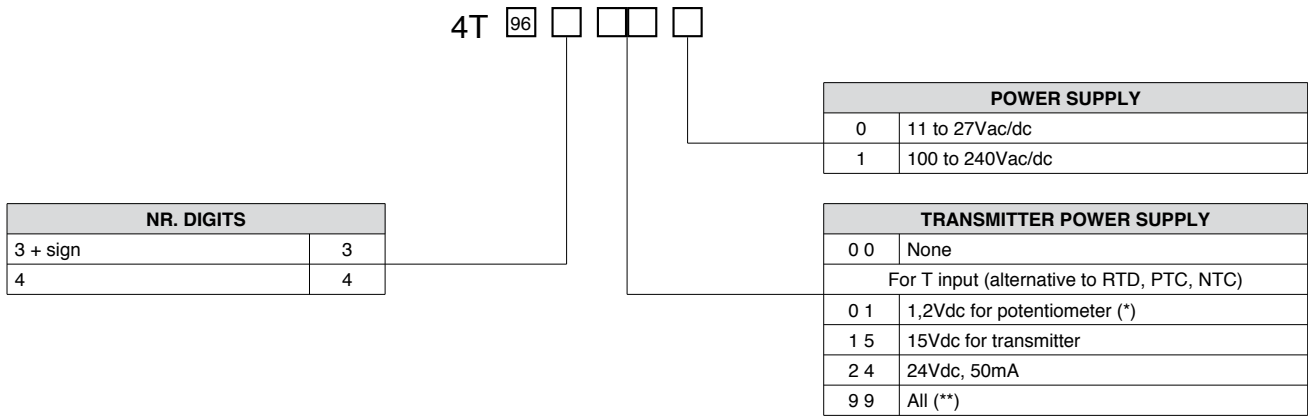 4T 96
POWER SUPPLY
0 11 to 27Vac/dc
1 100 to 240Vac/dc
NR. DIGITS
3 + sign 3
4 4
TRANSMITTER POWER SUPPLY
0 0 None
For T input (alternative to RTD, PTC, NTC)
0 1 1,2Vdc for potentiometer (*)
1 5 15Vdc for transmitter
2 4 24Vdc, 50mA
9 9 All (**)